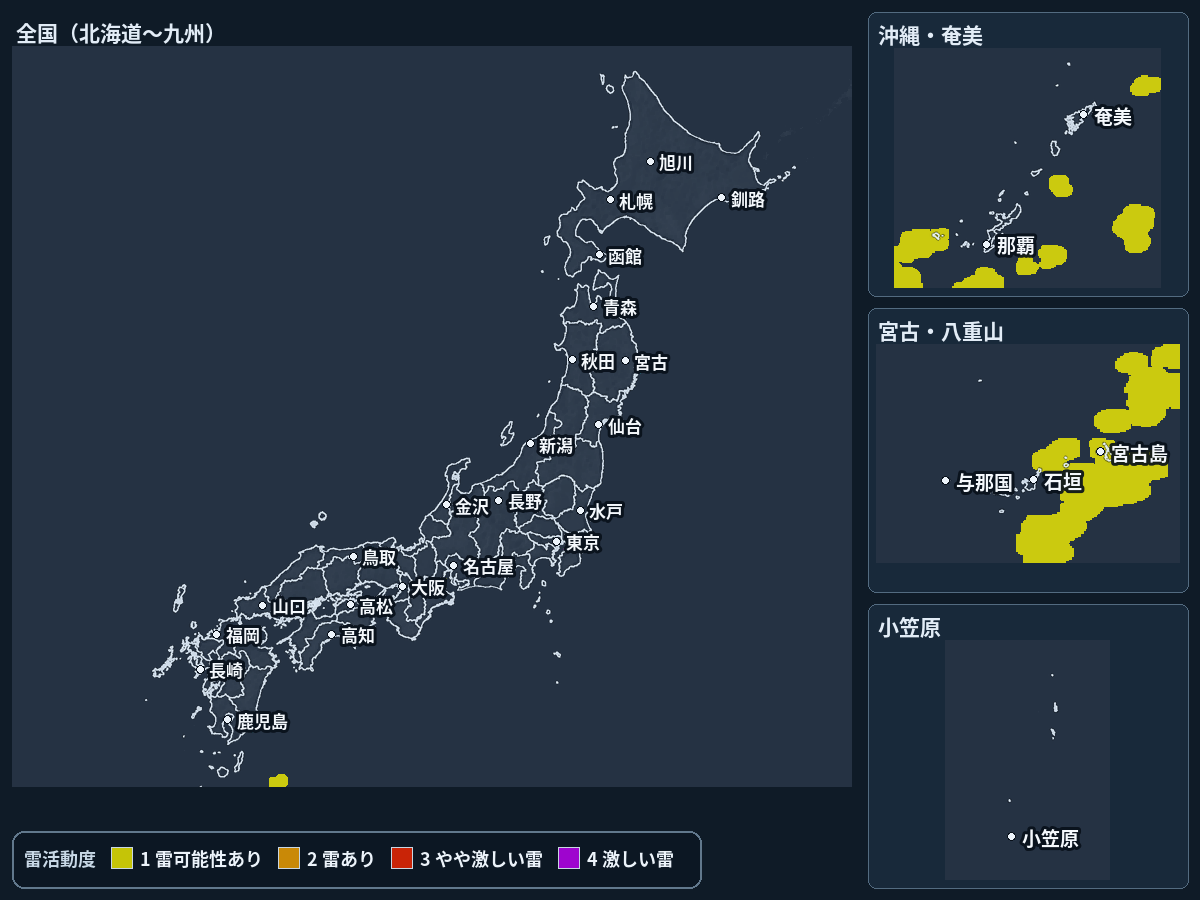 全国（北海道～九州）
旭川
札幌
釧路
函館
青森
秋田
宮古
仙台
新潟
金沢
長野
水戸
東京
鳥取
名古屋
大阪
山口
高松
福岡
高知
長崎
鹿児島
沖縄・奄美
奄美
那覇
宮古・八重山
宮古島
与那国
石垣
小笠原
小笠原
雷活動度 1 雷可能性あり 2 雷あり 3 やや激しい雷 4 激しい雷